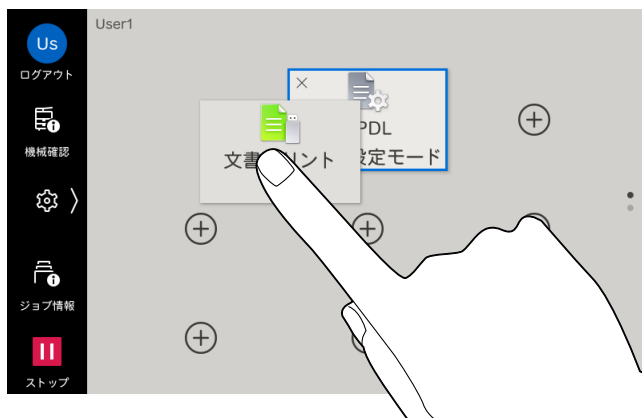 User1
Us
ログアウト
機械確認
ジョブ情報
ストップ
PDL
設定モード
文書
リント